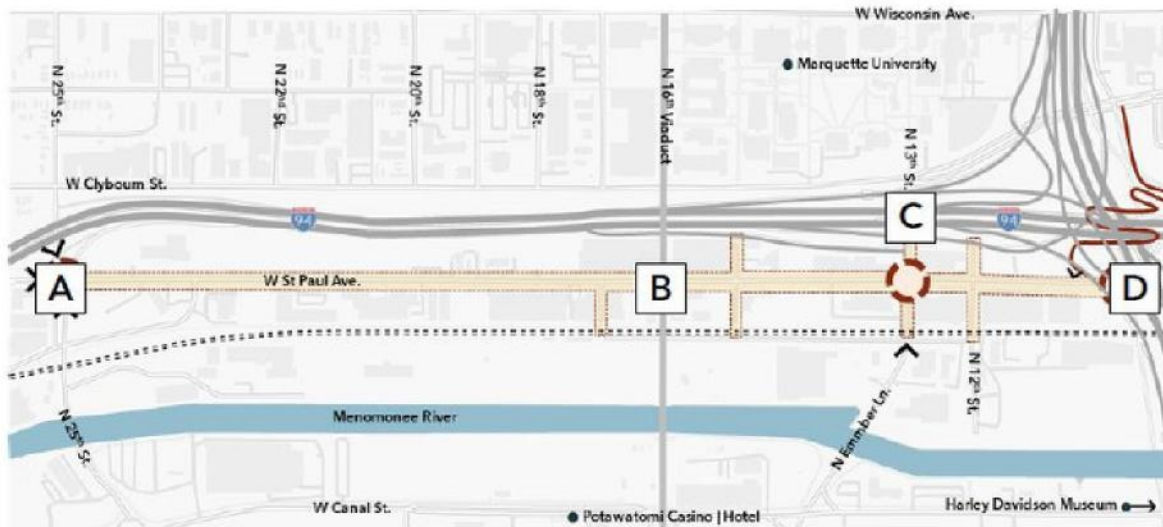 W Wisconsin Ave.
Marquette University
N 25th St.
N 22nd St.
N 20th St.
N 18th St.
N 16th Viaduct
N 13th St.
W Clybourn St.
94
C
94
A
W St Paul Ave.
B
D
N 12th St.
N 25th St.
Menomonee River
N Emmber Ln.
W Canal St.
Potawatomi Casino | Hotel
Harley Davidson Museum